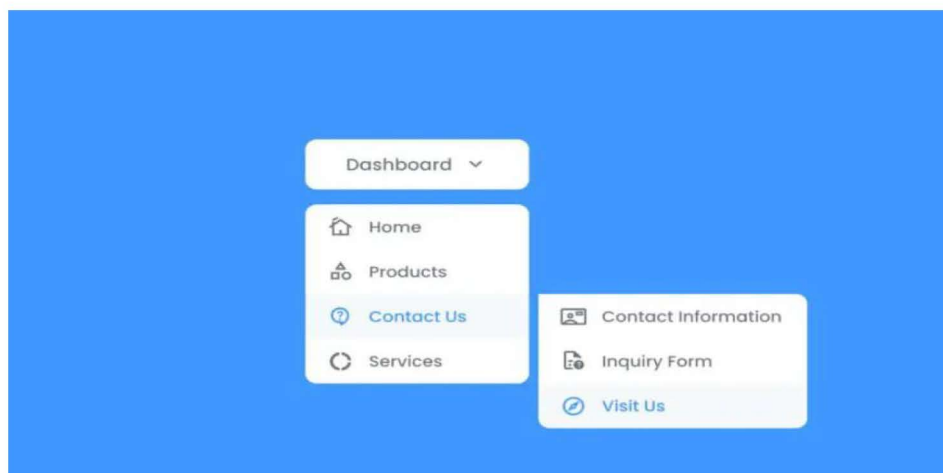 Dashboard
Home
Products
Contact Us
Services
Contact Information
Inquiry Form
Visit Us